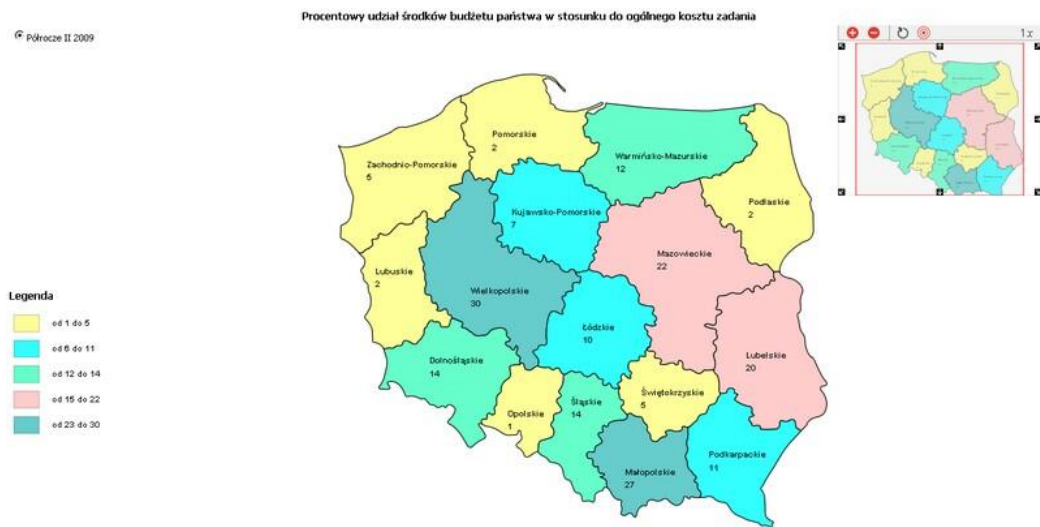 Procentowy udział środków budżetu państwa w stosunku do ogólnego kosztu zadania
Półrocze II 2009
1x
Pomorskie
2
Zachodnio-Pomorskie
5
Warmińsko-Mazurskie
12
Podlaskie
2
Kujawsko-Pomorskie
7
Mazowieckie
22
Lubuskie
2
Wielkopolskie
30
Łódzkie
10
Lubelskie
20
Dolnośląskie
14
Opolskie
1
Śląskie
14
Świętokrzyskie
5
Małopolskie
27
Podkarpackie
11
Legenda
od 1 do 5
od 6 do 11
od 12 do 14
od 15 do 22
od 23 do 30